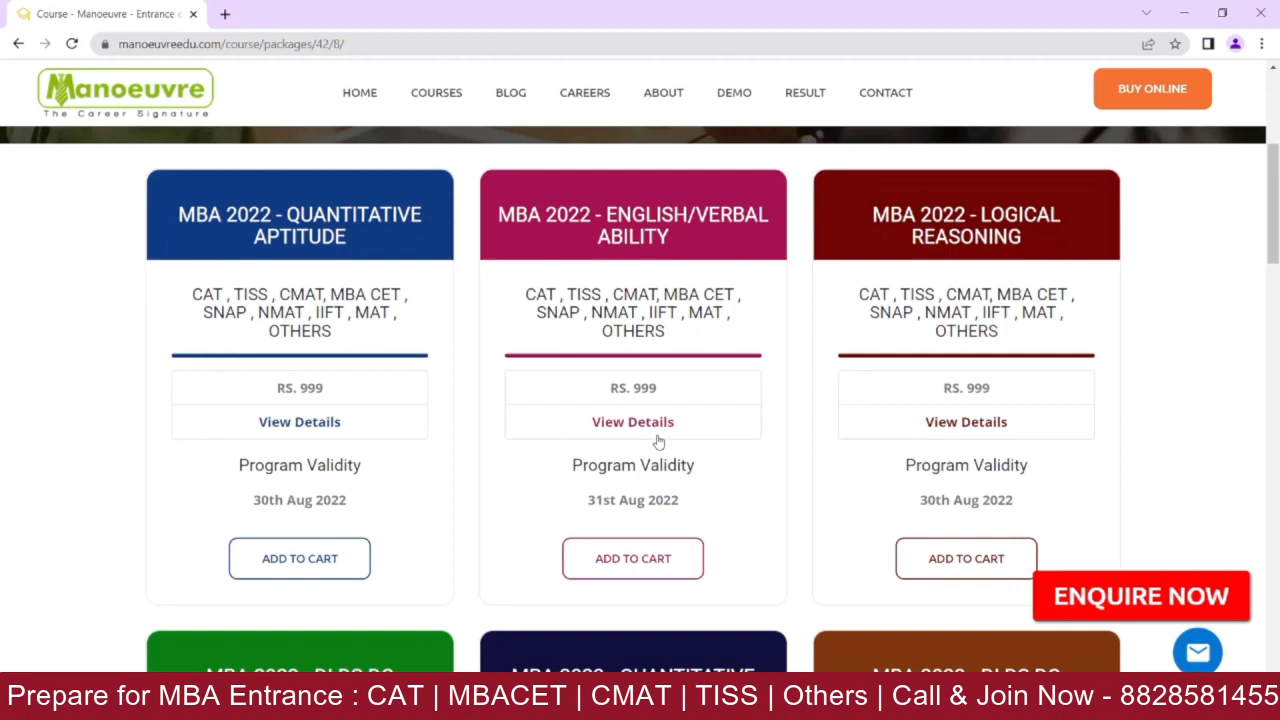 Course - Manoeuvre - Entrance e
manoeuvreedu.com/course/packages/42/8/
Manoeuvre
The Career Signature
HOME
COURSES
BLOG
CAREERS
ABOUT
DEMO
RESULT
CONTACT
BUY ONLINE
MBA 2022 - QUANTITATIVE
APTITUDE
CAT , TISS , CMAT, MBA CET ,
SNAP , NMAT , IIFT , MAT ,
OTHERS
RS. 999
View Details
Program Validity
30th Aug 2022
ADD TO CART
MBA 2022 - ENGLISH/VERBAL
ABILITY
CAT , TISS , CMAT, MBA CET ,
SNAP , NMAT , IIFT , MAT ,
OTHERS
RS. 999
View Details
Program Validity
31st Aug 2022
ADD TO CART
MBA 2022 - LOGICAL
REASONING
CAT , TISS , CMAT, MBA CET ,
SNAP , NMAT , IIFT , MAT ,
OTHERS
RS. 999
View Details
Program Validity
30th Aug 2022
ADD TO CART
ENQUIRE NOW
Prepare for MBA Entrance : CAT | MBACET | CMAT | TISS | Others | Call & Join Now - 8828581455